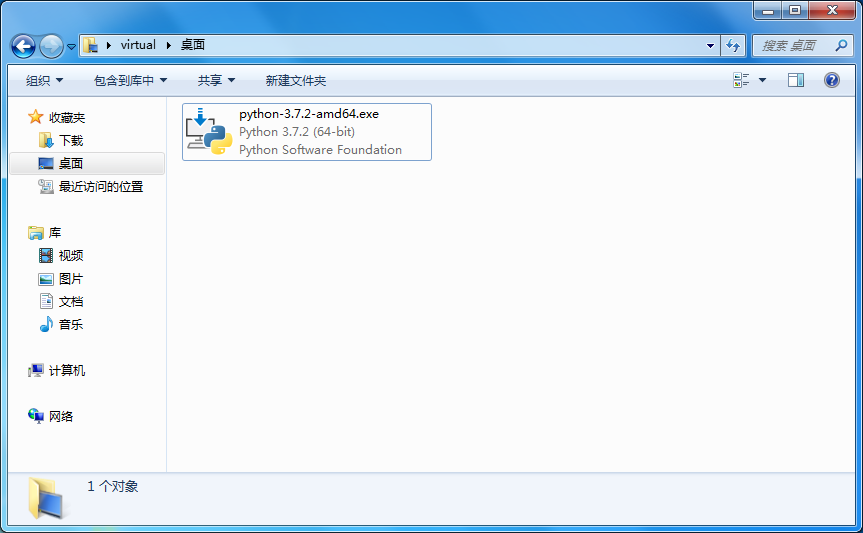 virtual 桌面
搜索 桌面
组织 包含到库中 共享 新建文件夹
收藏夹
下载
桌面
最近访问的位置
库
视频
图片
文档
音乐
计算机
网络
python-3.7.2-amd64.exe
Python 3.7.2 (64-bit)
Python Software Foundation
1 个对象